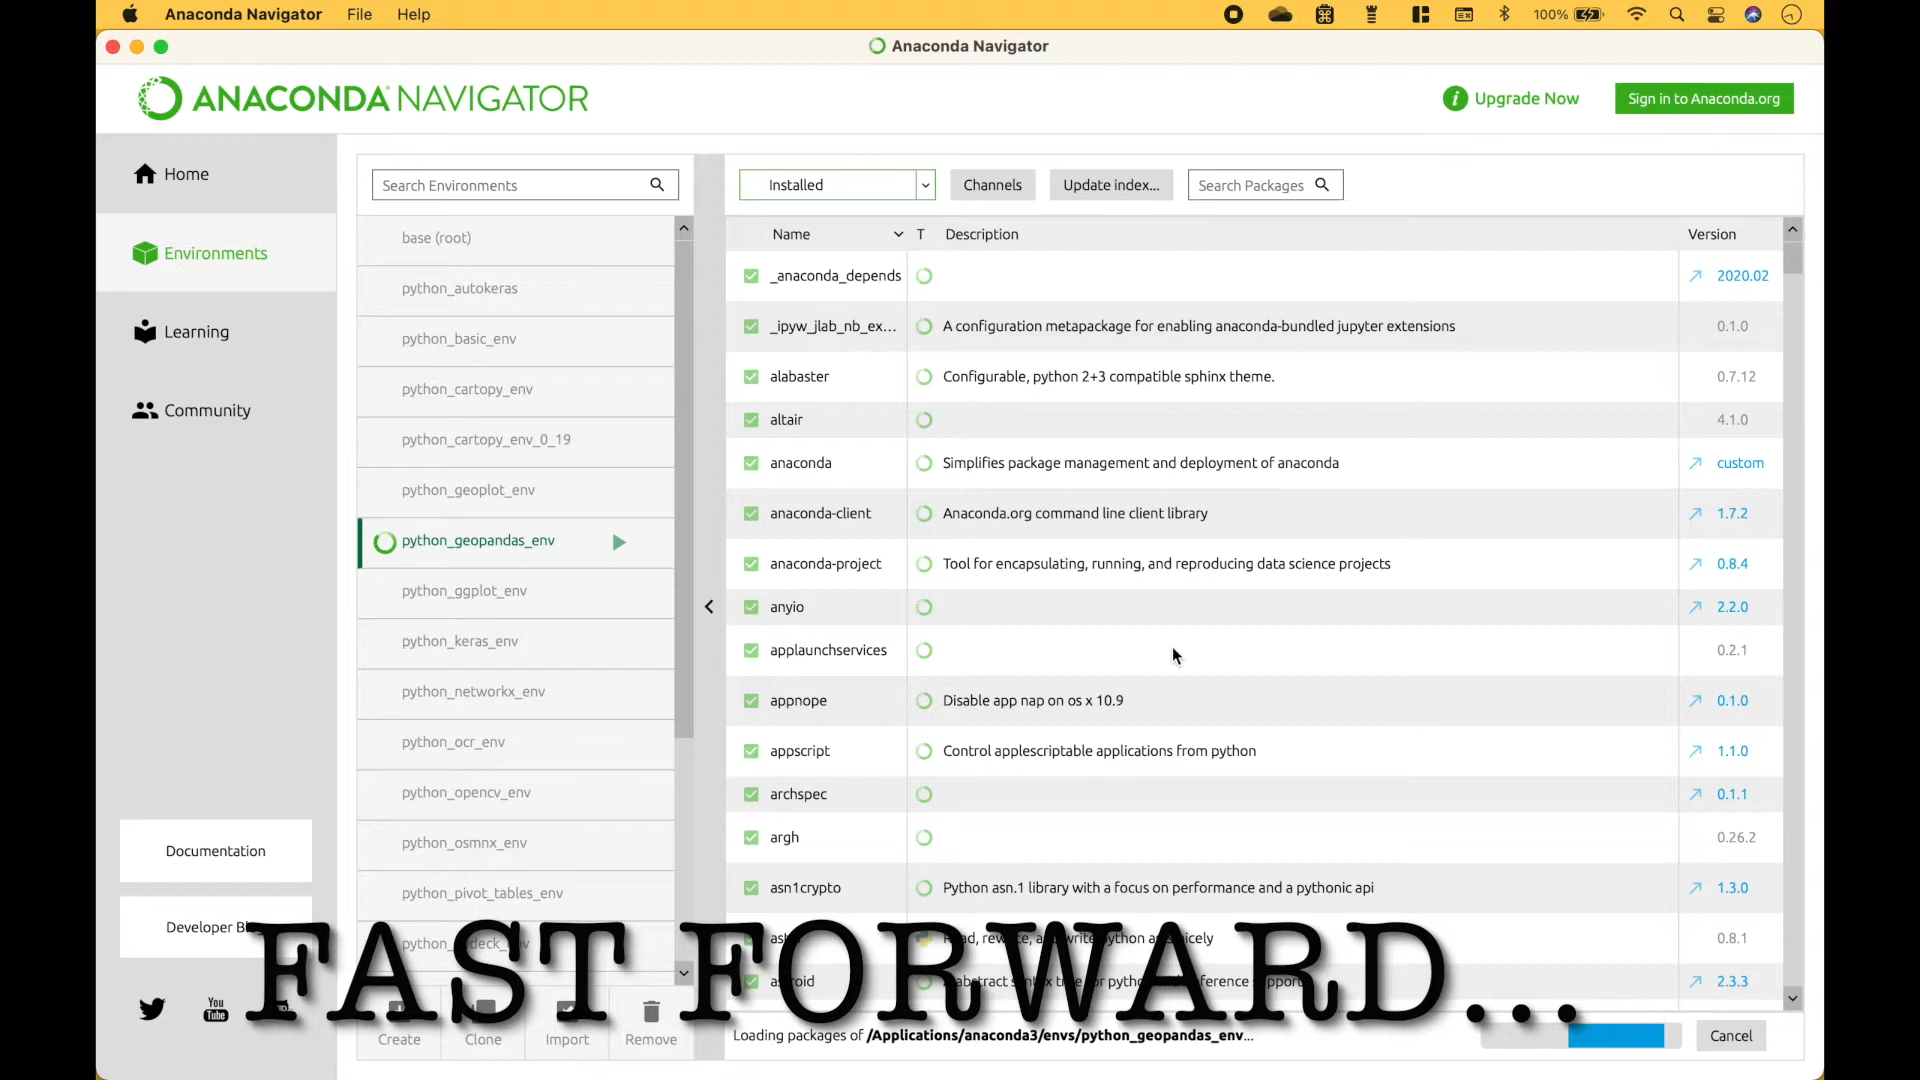 Anaconda Navigator File Help 100%
Anaconda Navigator
ANACONDA NAVIGATOR
Upgrade Now Sign in to Anaconda.org
Home
Environments
Learning
Community
Documentation
Developer
You
Tube
Search Environments
base (root)
python_autokeras
python_basic_env
python_cartopy_env
python_cartopy_env_0_19
python_geoplot_env
python_geopandas_env
python_ggplot_env
python_keras_env
python_networkx_env
python_ocr_env
python_opencv_env
python_osmnx_env
python_pivot_tables_env
Create Clone Import Remove
Installed Channels Update index... Search Packages
Name T Description Version
_anaconda_depends 2020.02
_ipyw_jlab_nb_ex... A configuration metapackage for enabling anaconda-bundled jupyter extensions 0.1.0
alabaster Configurable, python 2+3 compatible sphinx theme. 0.7.12
altair 4.1.0
anaconda Simplifies package management and deployment of anaconda custom
anaconda-client Anaconda.org command line client library 1.7.2
anaconda-project Tool for encapsulating, running, and reproducing data science projects 0.8.4
anyio 2.2.0
applaunchservices 0.2.1
appnope Disable app nap on os x 10.9 0.1.0
appscript Control applescriptable applications from python 1.1.0
archspec 0.1.1
argh 0.26.2
asn1crypto Python asn.1 library with a focus on performance and a pythonic api 1.3.0
0.8.1
2.3.3
FAST FORWARD...
Loading packages of /Applications/anaconda3/envs/python_geopandas_env... Cancel